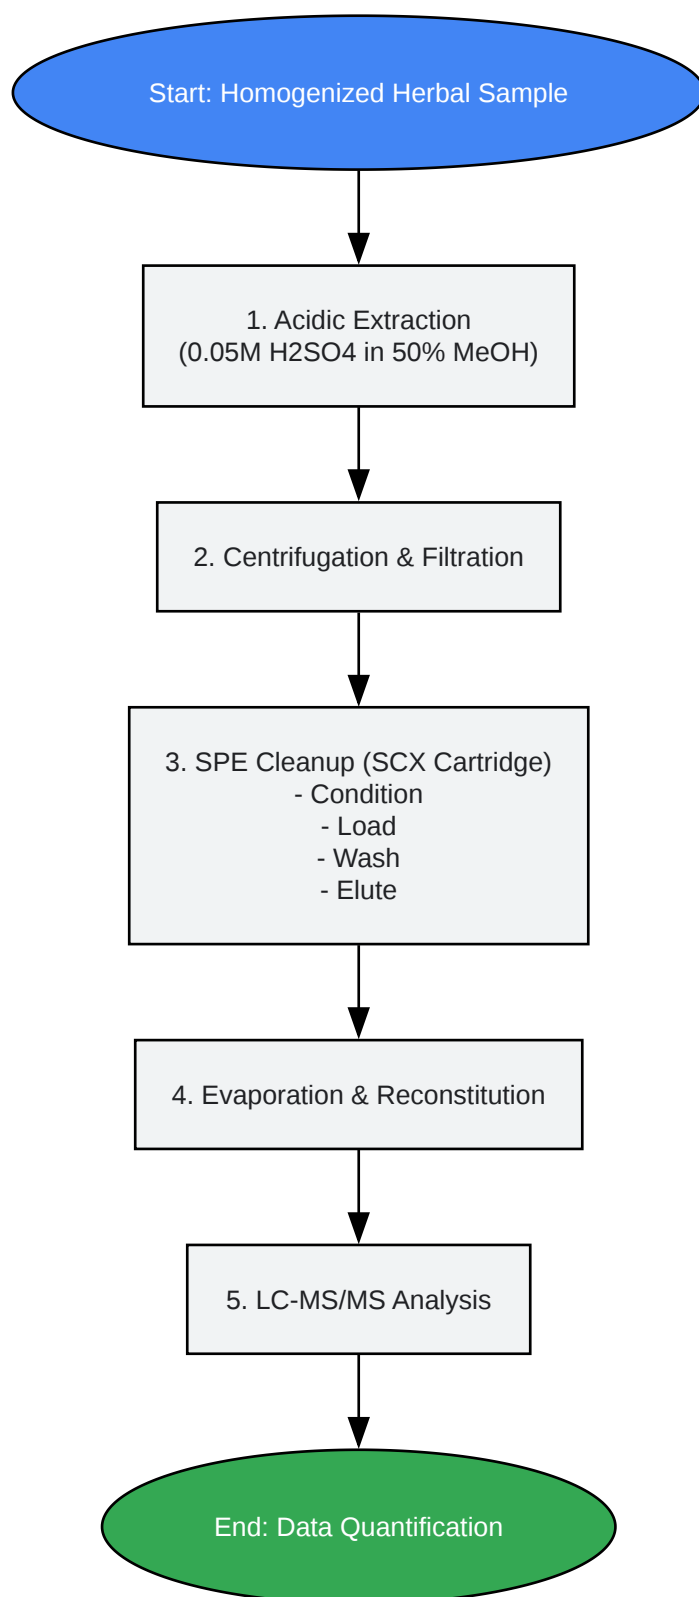 Start: Homogenized Herbal Sample
1. Acidic Extraction
(0.05M H2SO4 in 50% MeOH)
2. Centrifugation & Filtration
3. SPE Cleanup (SCX Cartridge)
- Condition
- Load
- Wash
- Elute
4. Evaporation & Reconstitution
5. LC-MS/MS Analysis
End: Data Quantification